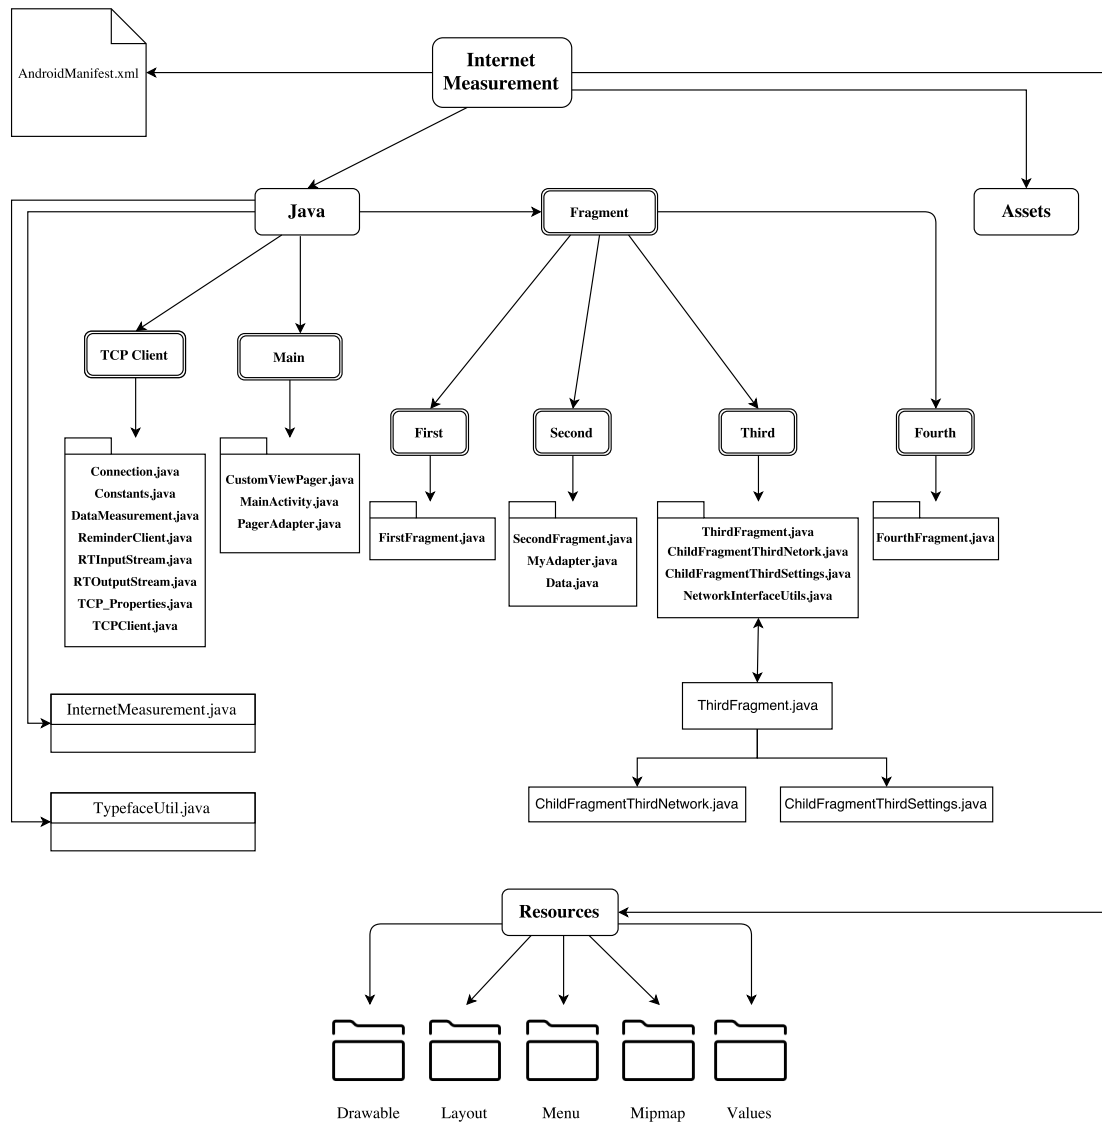 AndroidManifest.xml
Internet
Measurement
Java
Fragment
Assets
TCP Client
Main
First
Second
Third
Fourth
Connection.java
Constants.java
DataMeasurement.java
ReminderClient.java
RTInputStream.java
RTOutputStream.java
TCP_Properties.java
TCPClient.java
CustomViewPager.java
MainActivity.java
PagerAdapter.java
FirstFragment.java
SecondFragment.java
MyAdapter.java
Data.java
ThirdFragment.java
ChildFragmentThirdNetork.java
ChildFragmentThirdSettings.java
NetworkInterfaceUtils.java
FourthFragment.java
InternetMeasurement.java
TypefaceUtil.java
ThirdFragment.java
ChildFragmentThirdNetwork.java
ChildFragmentThirdSettings.java
Resources
Drawable
Layout
Menu
Mipmap
Values